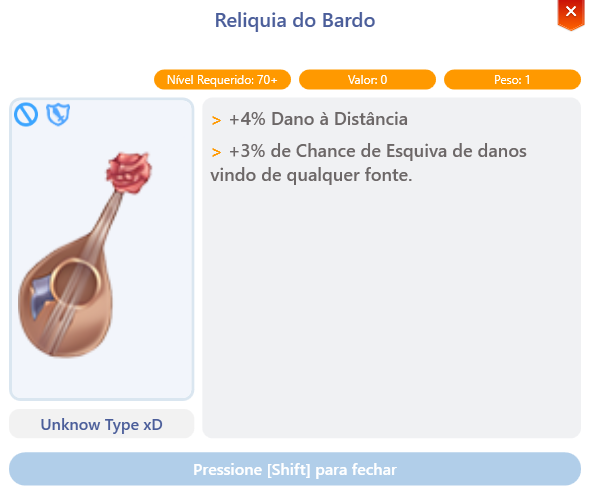 Reliquia do Bardo
Nível Requerido: 70+ Valor: 0 Peso: 1
> +4% Dano à Distância
> +3% de Chance de Esquiva de danos
vindo de qualquer fonte.
Unknow Type xD
Pressione [Shift] para fechar